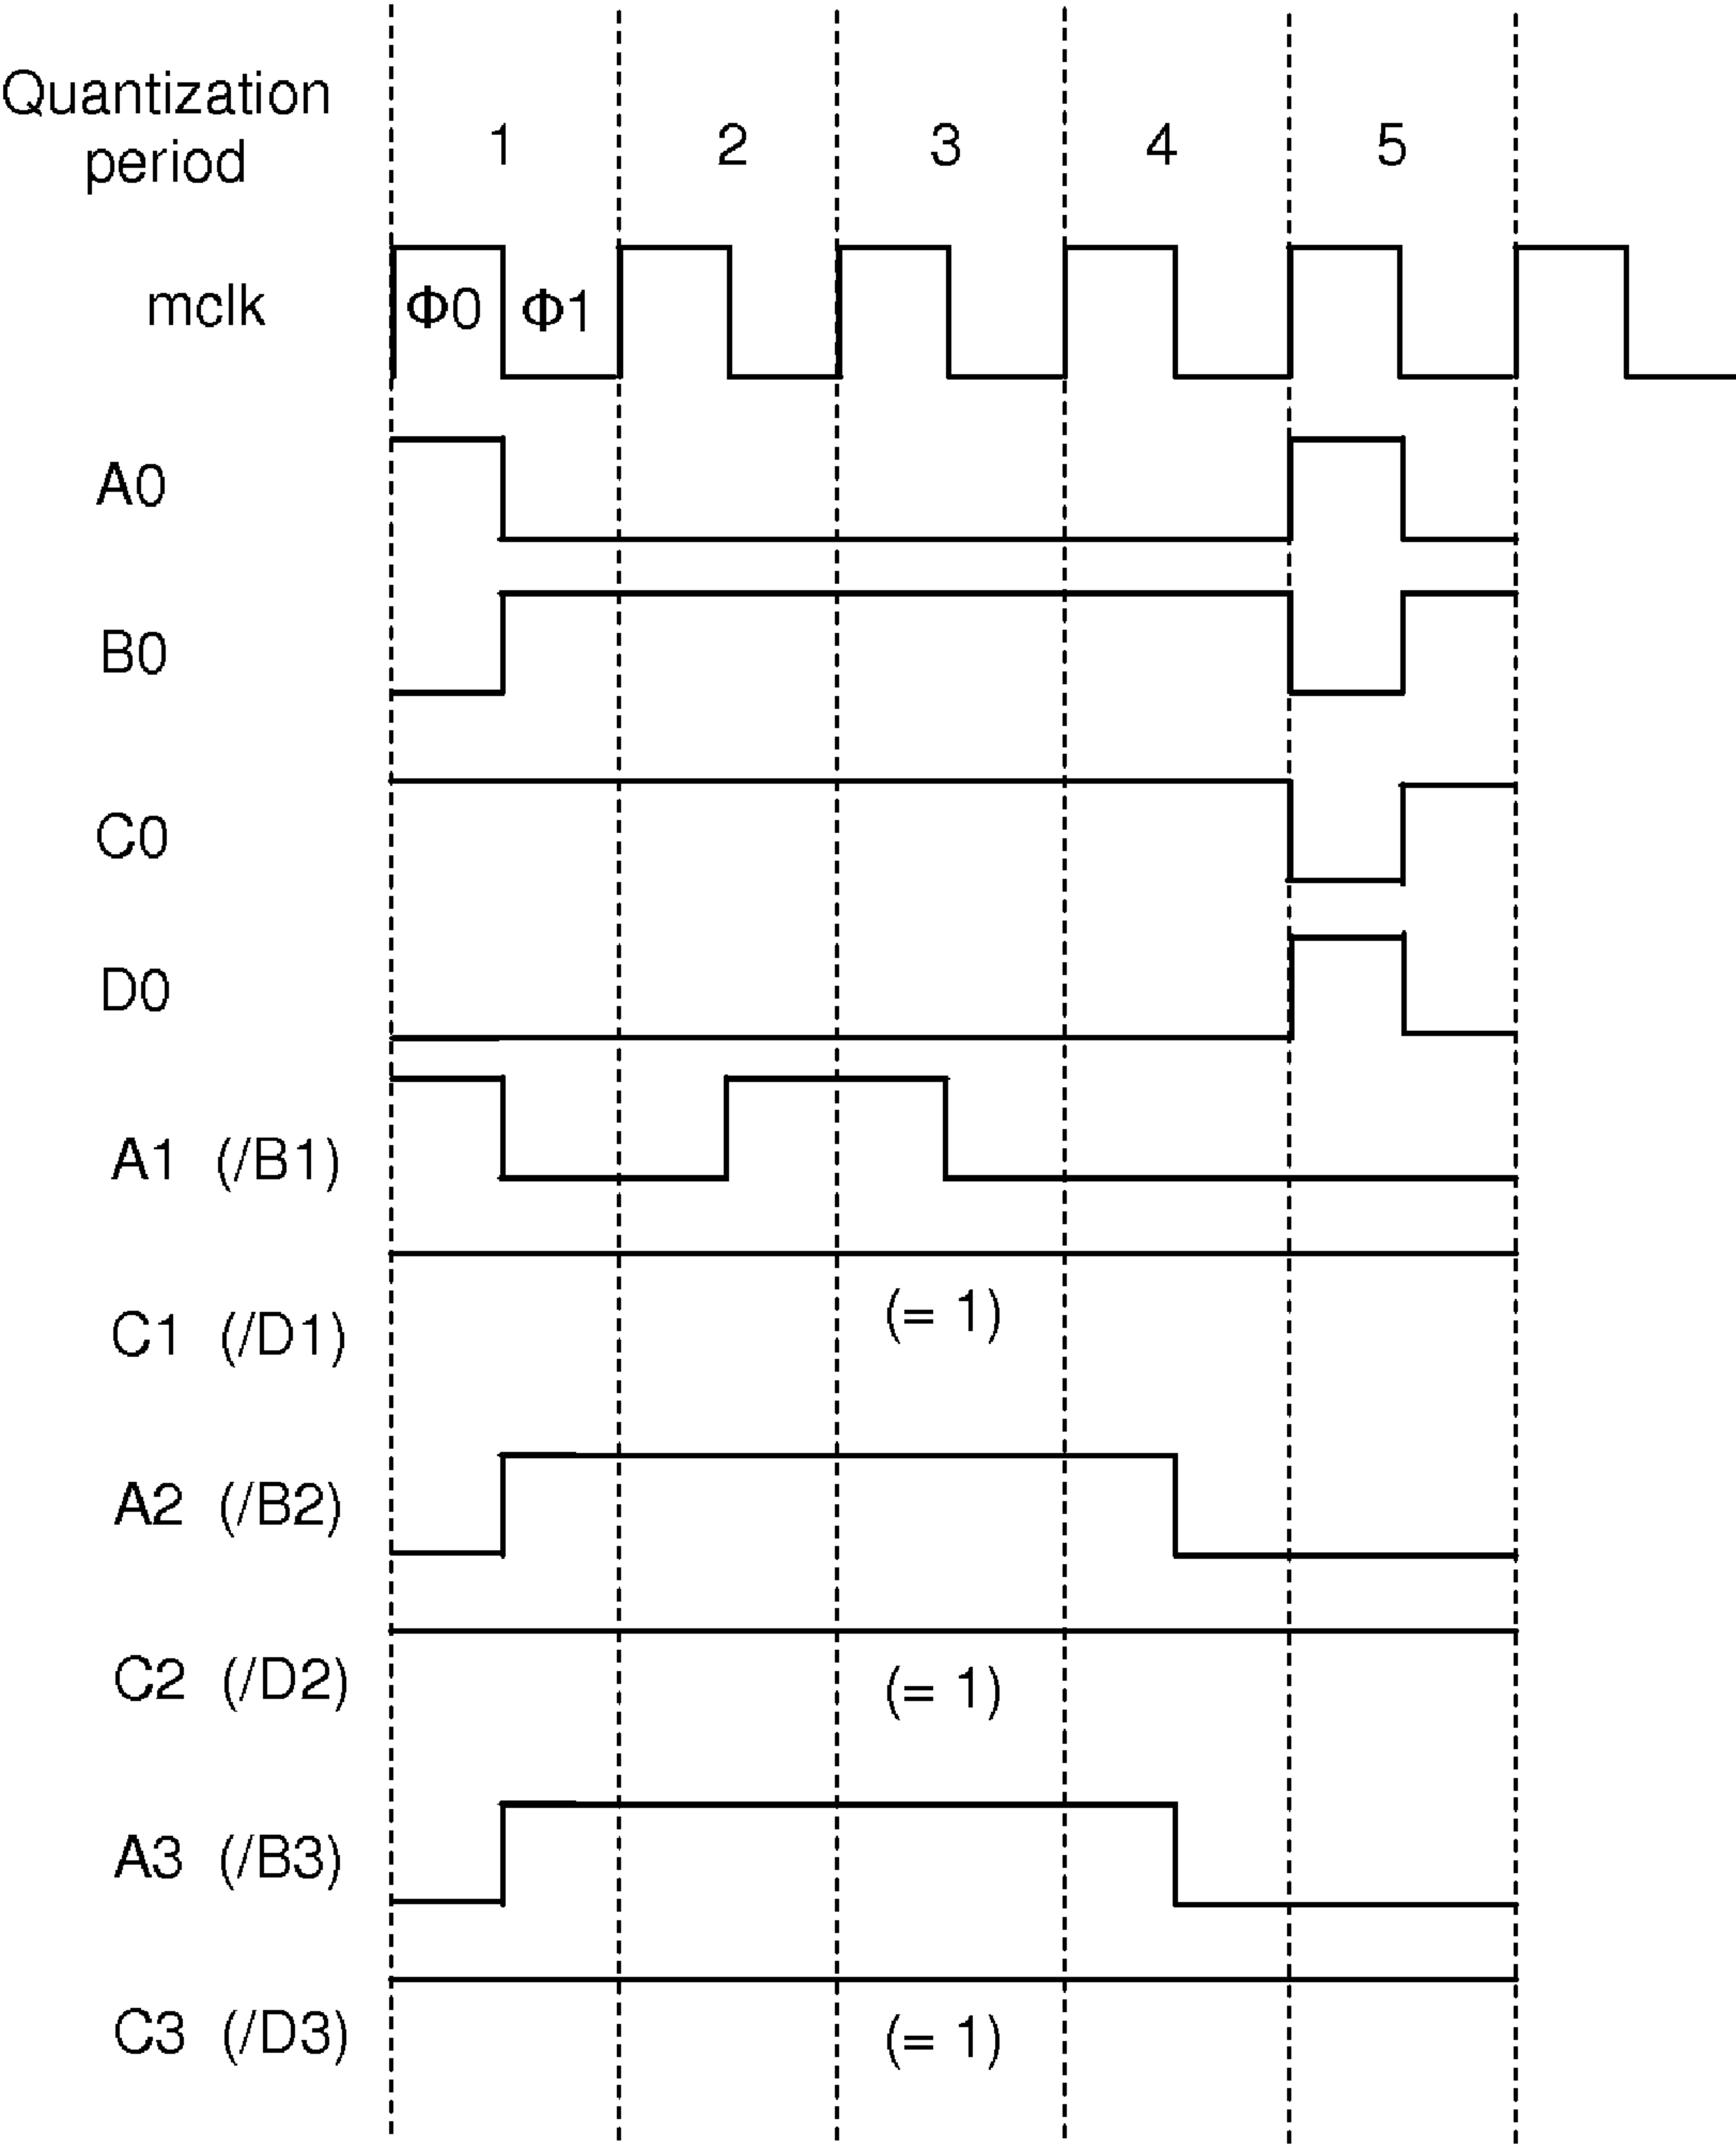 Quantization
period
1 2 3 4 5
mclk
Φ0 Φ1
A0
B0
C0
D0
A1 (/B1)
C1 (/D1)
(= 1)
A2 (/B2)
C2 (/D2)
(= 1)
A3 (/B3)
C3 (/D3)
(= 1)